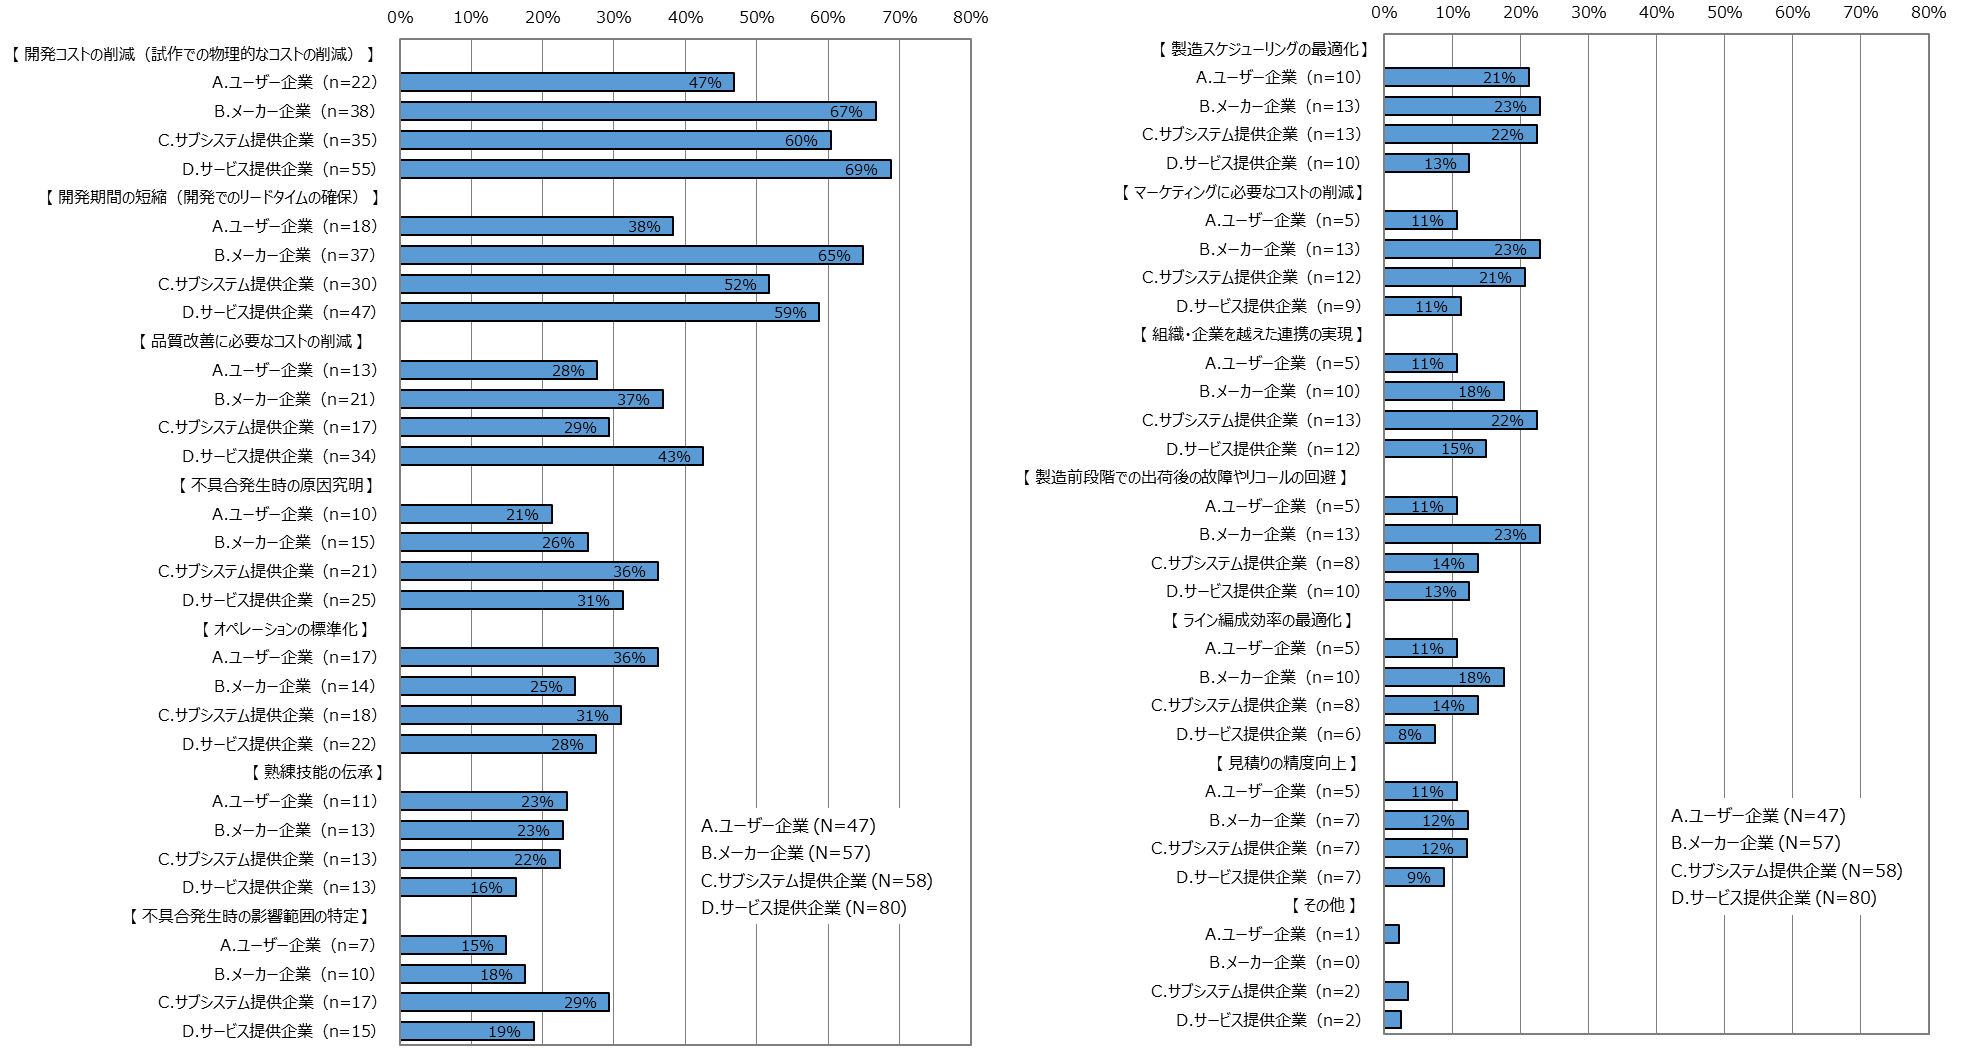 0% 10% 20% 30% 40% 50% 60% 70% 80%
【 開発コストの削減（試作での物理的なコストの削減） 】
A.ユーザー企業（n=22） 47%
B.メーカー企業（n=38） 67%
C.サブシステム提供企業（n=35） 60%
D.サービス提供企業（n=55） 69%
【 開発期間の短縮（開発でのリードタイムの確保） 】
A.ユーザー企業（n=18） 38%
B.メーカー企業（n=37） 65%
C.サブシステム提供企業（n=30） 52%
D.サービス提供企業（n=47） 59%
【 品質改善に必要なコストの削減 】
A.ユーザー企業（n=13） 28%
B.メーカー企業（n=21） 37%
C.サブシステム提供企業（n=17） 29%
D.サービス提供企業（n=34） 43%
【 不具合発生時の原因究明 】
A.ユーザー企業（n=10） 21%
B.メーカー企業（n=15） 26%
C.サブシステム提供企業（n=21） 36%
D.サービス提供企業（n=25） 31%
【 オペレーションの標準化 】
A.ユーザー企業（n=17） 36%
B.メーカー企業（n=14） 25%
C.サブシステム提供企業（n=18） 31%
D.サービス提供企業（n=22） 28%
【 熟練技能の伝承 】
A.ユーザー企業（n=11） 23%
B.メーカー企業（n=13） 23%
C.サブシステム提供企業（n=13） 22%
D.サービス提供企業（n=13） 16%
【 不具合発生時の影響範囲の特定 】
A.ユーザー企業（n=7） 15%
B.メーカー企業（n=10） 18%
C.サブシステム提供企業（n=17） 29%
D.サービス提供企業（n=15） 19%
A.ユーザー企業 (N=47)
B.メーカー企業 (N=57)
C.サブシステム提供企業 (N=58)
D.サービス提供企業 (N=80)
0% 10% 20% 30% 40% 50% 60% 70% 80%
【 製造スケジューリングの最適化 】
A.ユーザー企業（n=10） 21%
B.メーカー企業（n=13） 23%
C.サブシステム提供企業（n=13） 22%
D.サービス提供企業（n=10） 13%
【 マーケティングに必要なコストの削減 】
A.ユーザー企業（n=5） 11%
B.メーカー企業（n=13） 23%
C.サブシステム提供企業（n=12） 21%
D.サービス提供企業（n=9） 11%
【 組織・企業を越えた連携の実現 】
A.ユーザー企業（n=5） 11%
B.メーカー企業（n=10） 18%
C.サブシステム提供企業（n=13） 22%
D.サービス提供企業（n=12） 15%
【 製造前段階での出荷後の故障やリコールの回避 】
A.ユーザー企業（n=5） 11%
B.メーカー企業（n=13） 23%
C.サブシステム提供企業（n=8） 14%
D.サービス提供企業（n=10） 13%
【 ライン編成効率の最適化 】
A.ユーザー企業（n=5） 11%
B.メーカー企業（n=10） 18%
C.サブシステム提供企業（n=8） 14%
D.サービス提供企業（n=6） 8%
【 見積りの精度向上 】
A.ユーザー企業（n=5） 11%
B.メーカー企業（n=7） 12%
C.サブシステム提供企業（n=7） 12%
D.サービス提供企業（n=7） 9%
【 その他 】
A.ユーザー企業（n=1）
B.メーカー企業（n=0）
C.サブシステム提供企業（n=2）
D.サービス提供企業（n=2）
A.ユーザー企業 (N=47)
B.メーカー企業 (N=57)
C.サブシステム提供企業 (N=58)
D.サービス提供企業 (N=80)